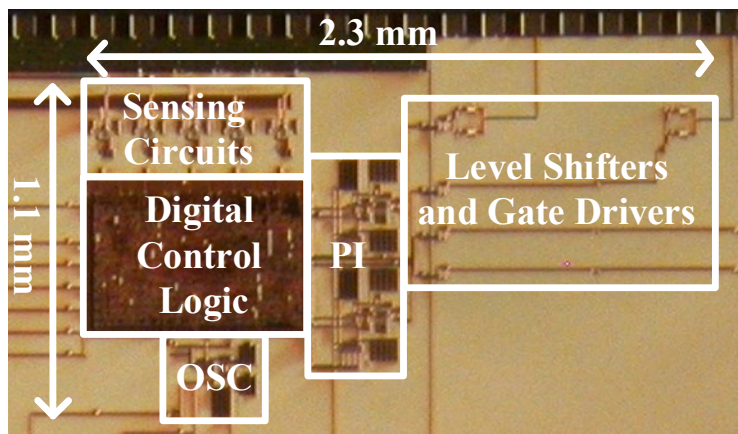 2.3 mm
Sensing
Circuits
Level Shifters
and Gate Drivers
1.1 mm
Digital
Control
Logic
PI
OSC